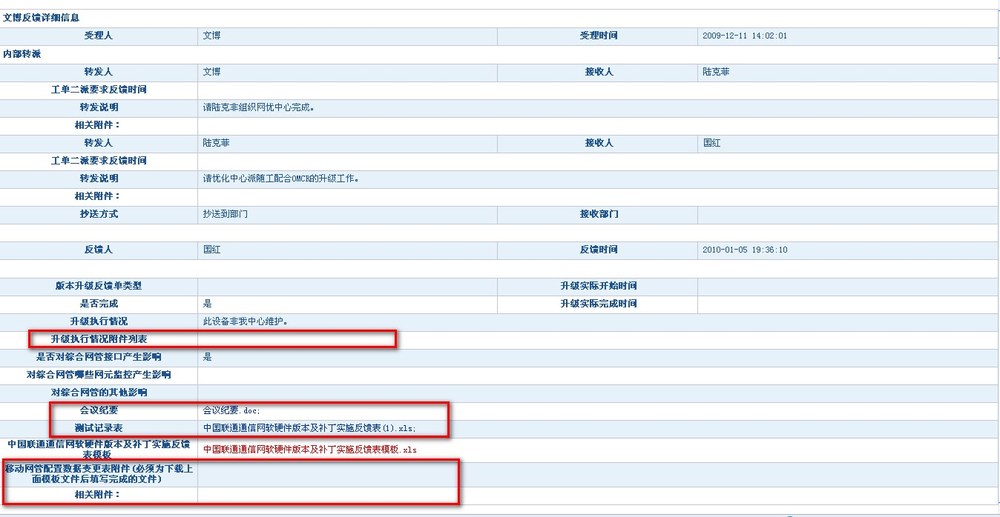 文博反馈详细信息
受理人 文博 受理时间 2009-12-11 14:02:01
内部转派
转发人 文博 接收人 陆克菲
工单二派要求反馈时间
转发说明 请陆克非组织网优中心完成。
相关附件：
转发人 陆克菲 接收人 国红
工单二派要求反馈时间
转发说明 请优化中心派随工配合OMCR的升级工作。
相关附件：
抄送方式 抄送到部门 接收部门
反馈人 国红 反馈时间 2010-01-05 19:36:10
版本升级反馈单类型 升级实际开始时间
是否完成 是 升级实际完成时间
升级执行情况 此设备非我中心维护。
升级执行情况附件列表
是否对综合网管接口产生影响 是
对综合网管哪些网元监控产生影响
对综合网管的其他影响
会议纪要 会议纪要.doc;
测试记录表 中国联通通信网软硬件版本及补丁实施反馈表(1).xls;
中国联通通信网软硬件版本及补丁实施反馈
表模板 中国联通通信网软硬件版本及补丁实施反馈表模板.xls
移动网管配置数据变更表附件(必须为下载上
面模板文件后填写完成的文件)
相关附件：